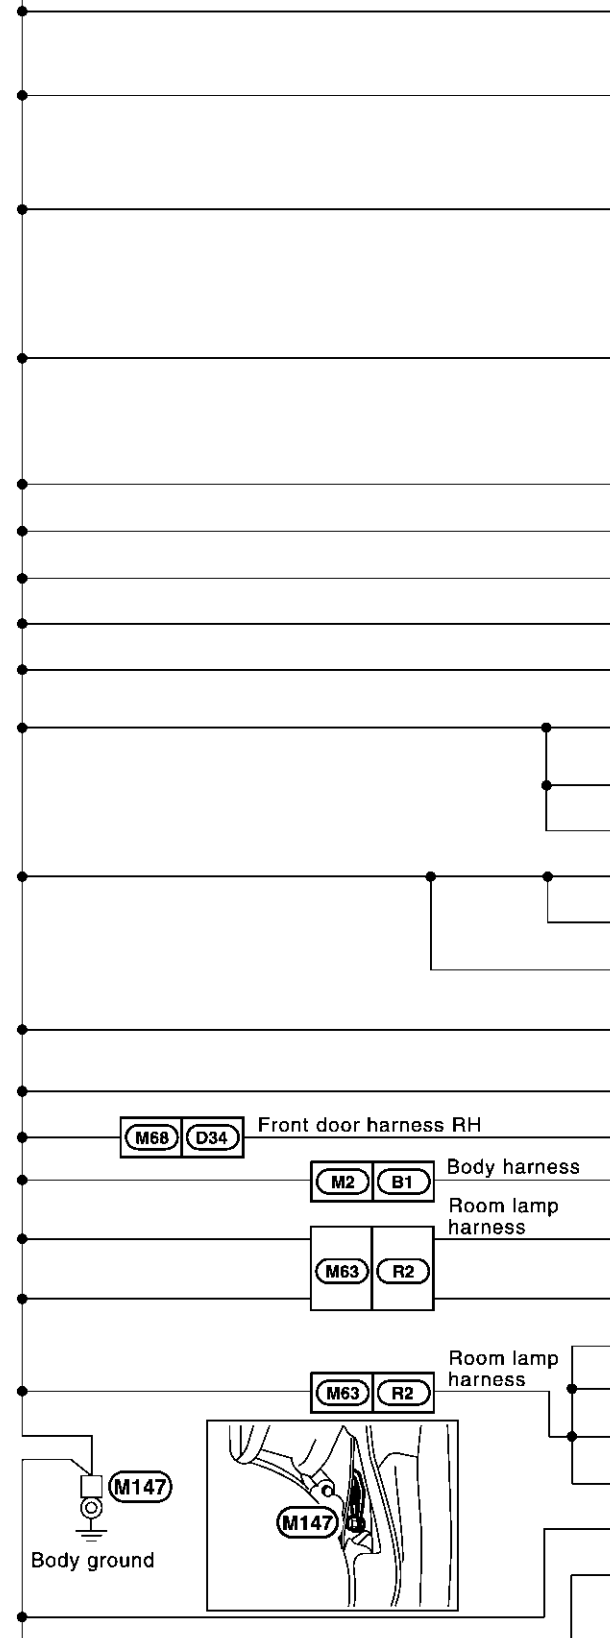 M68 D34 Front door harness RH
M2 B1 Body harness
Room lamp
harness
M63 R2
Room lamp
harness
M63 R2
M147
M147
Body ground